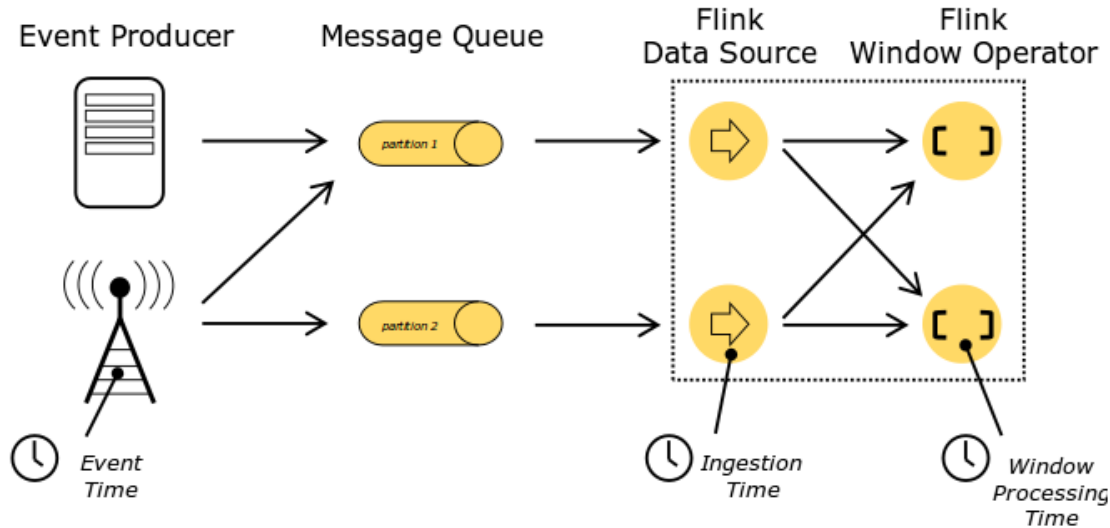 Event Producer
Message Queue
Flink
Data Source
Flink
Window Operator
partition 1
partition 2
Event
Time
Ingestion
Time
Window
Processing
Time